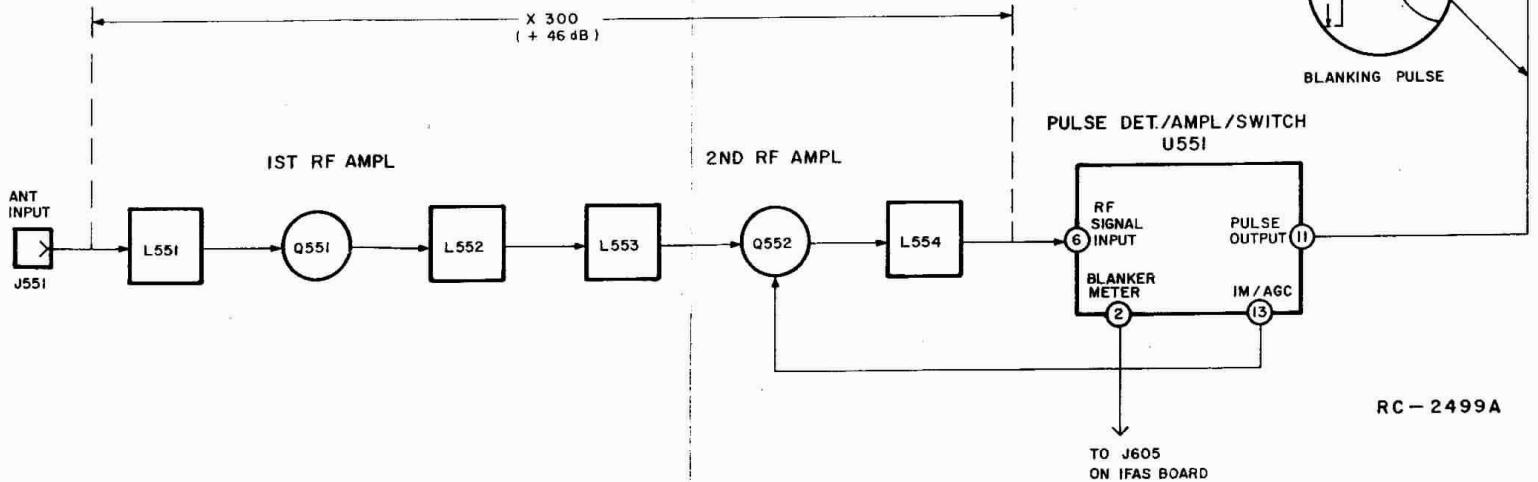 X 300
( + 46 dB )
BLANKING PULSE
PULSE DET./AMPL/SWITCH
U551
1ST RF AMPL
2ND RF AMPL
ANT
INPUT
J551
L551
Q551
L552
L553
Q552
L554
6
RF
SIGNAL
INPUT
PULSE
OUTPUT
11
BLANKER
METER
2
IM/AGC
13
RC-2499A
TO J605
ON IFAS BOARD